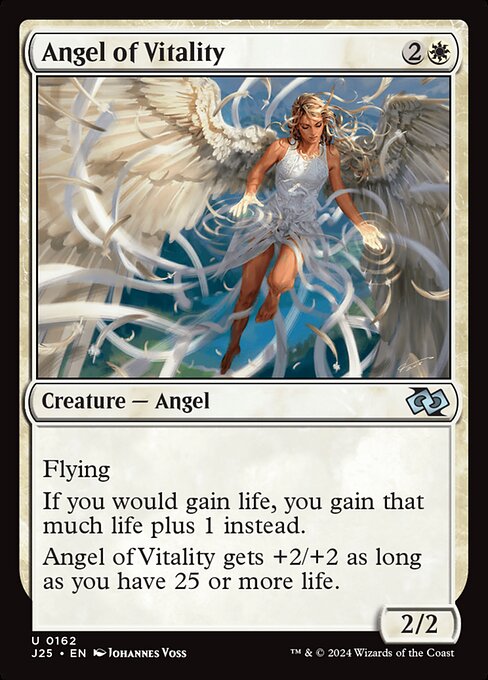 Angel of Vitality 2
Creature — Angel
Flying
If you would gain life, you gain that
much life plus 1 instead.
Angel of Vitality gets +2/+2 as long
as you have 25 or more life.
2/2
U 0162
J25 • EN Johannes Voss
™ & © 2024 Wizards of the Coast